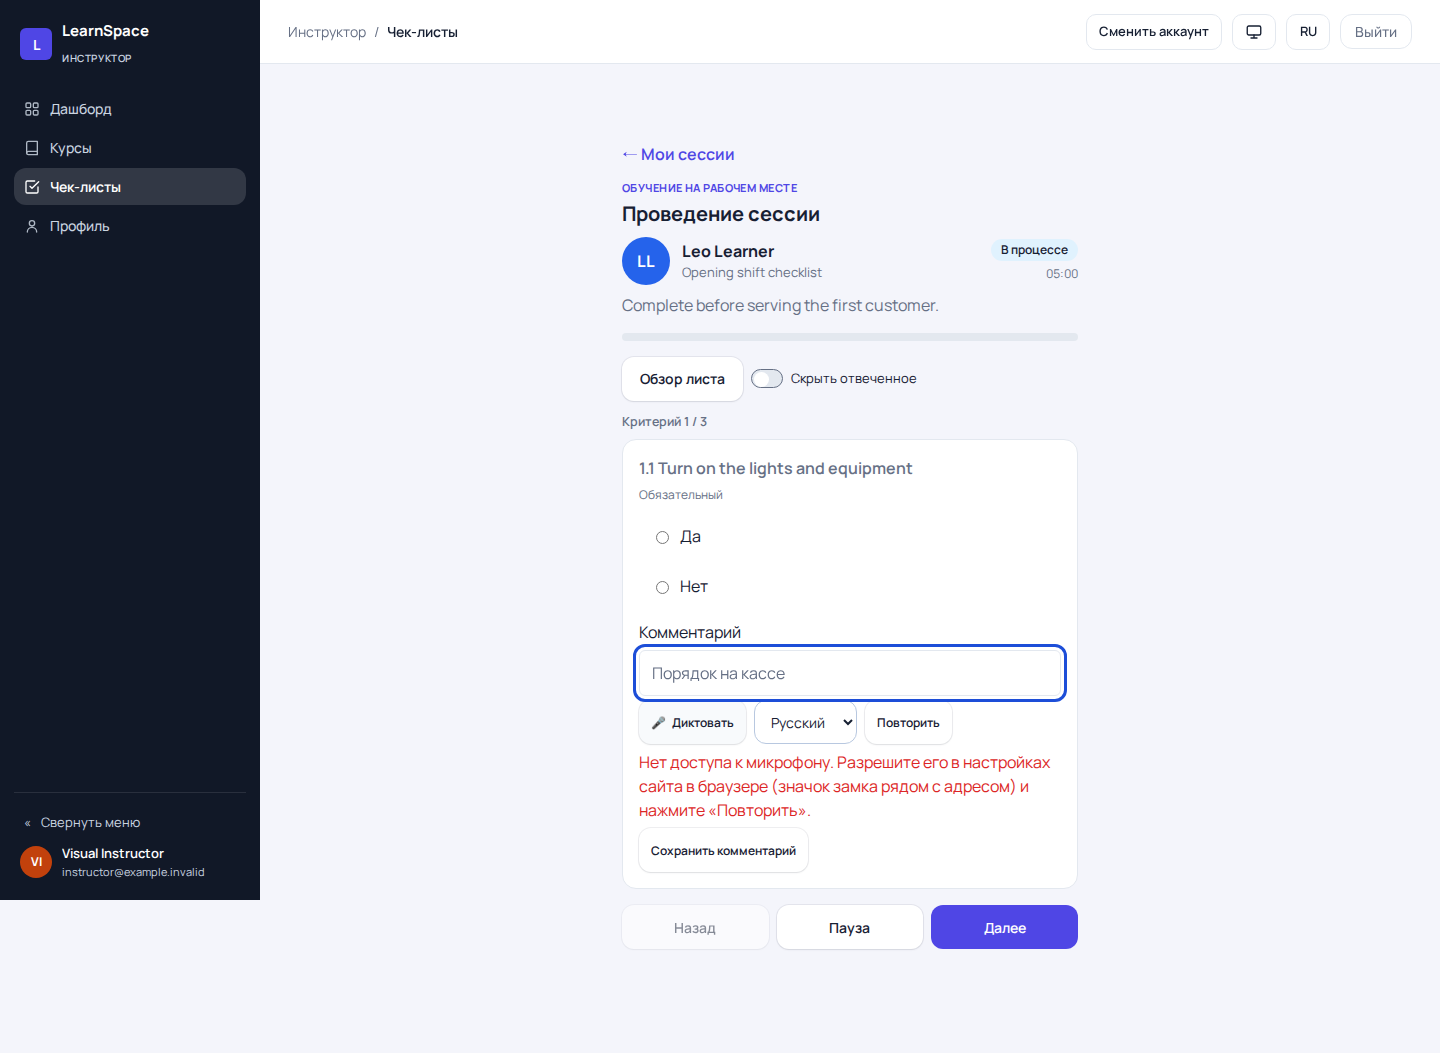 L
LearnSpace
ИНСТРУКТОР
Дашборд
Курсы
Чек-листы
Профиль
« Свернуть меню
VI
Visual Instructor
instructor@example.invalid
Инструктор / Чек-листы
Сменить аккаунт
RU
Выйти
← Мои сессии
ОБУЧЕНИЕ НА РАБОЧЕМ МЕСТЕ
Проведение сессии
LL
Leo Learner
Opening shift checklist
В процессе
05:00
Complete before serving the first customer.
Обзор листа
Скрыть отвеченное
Критерий 1 / 3
1.1 Turn on the lights and equipment
Обязательный
Да
Нет
Комментарий
Порядок на кассе
Диктовать
Русский
Повторить
Нет доступа к микрофону. Разрешите его в настройках
сайта в браузере (значок замка рядом с адресом) и
нажмите «Повторить».
Сохранить комментарий
Назад
Пауза
Далее